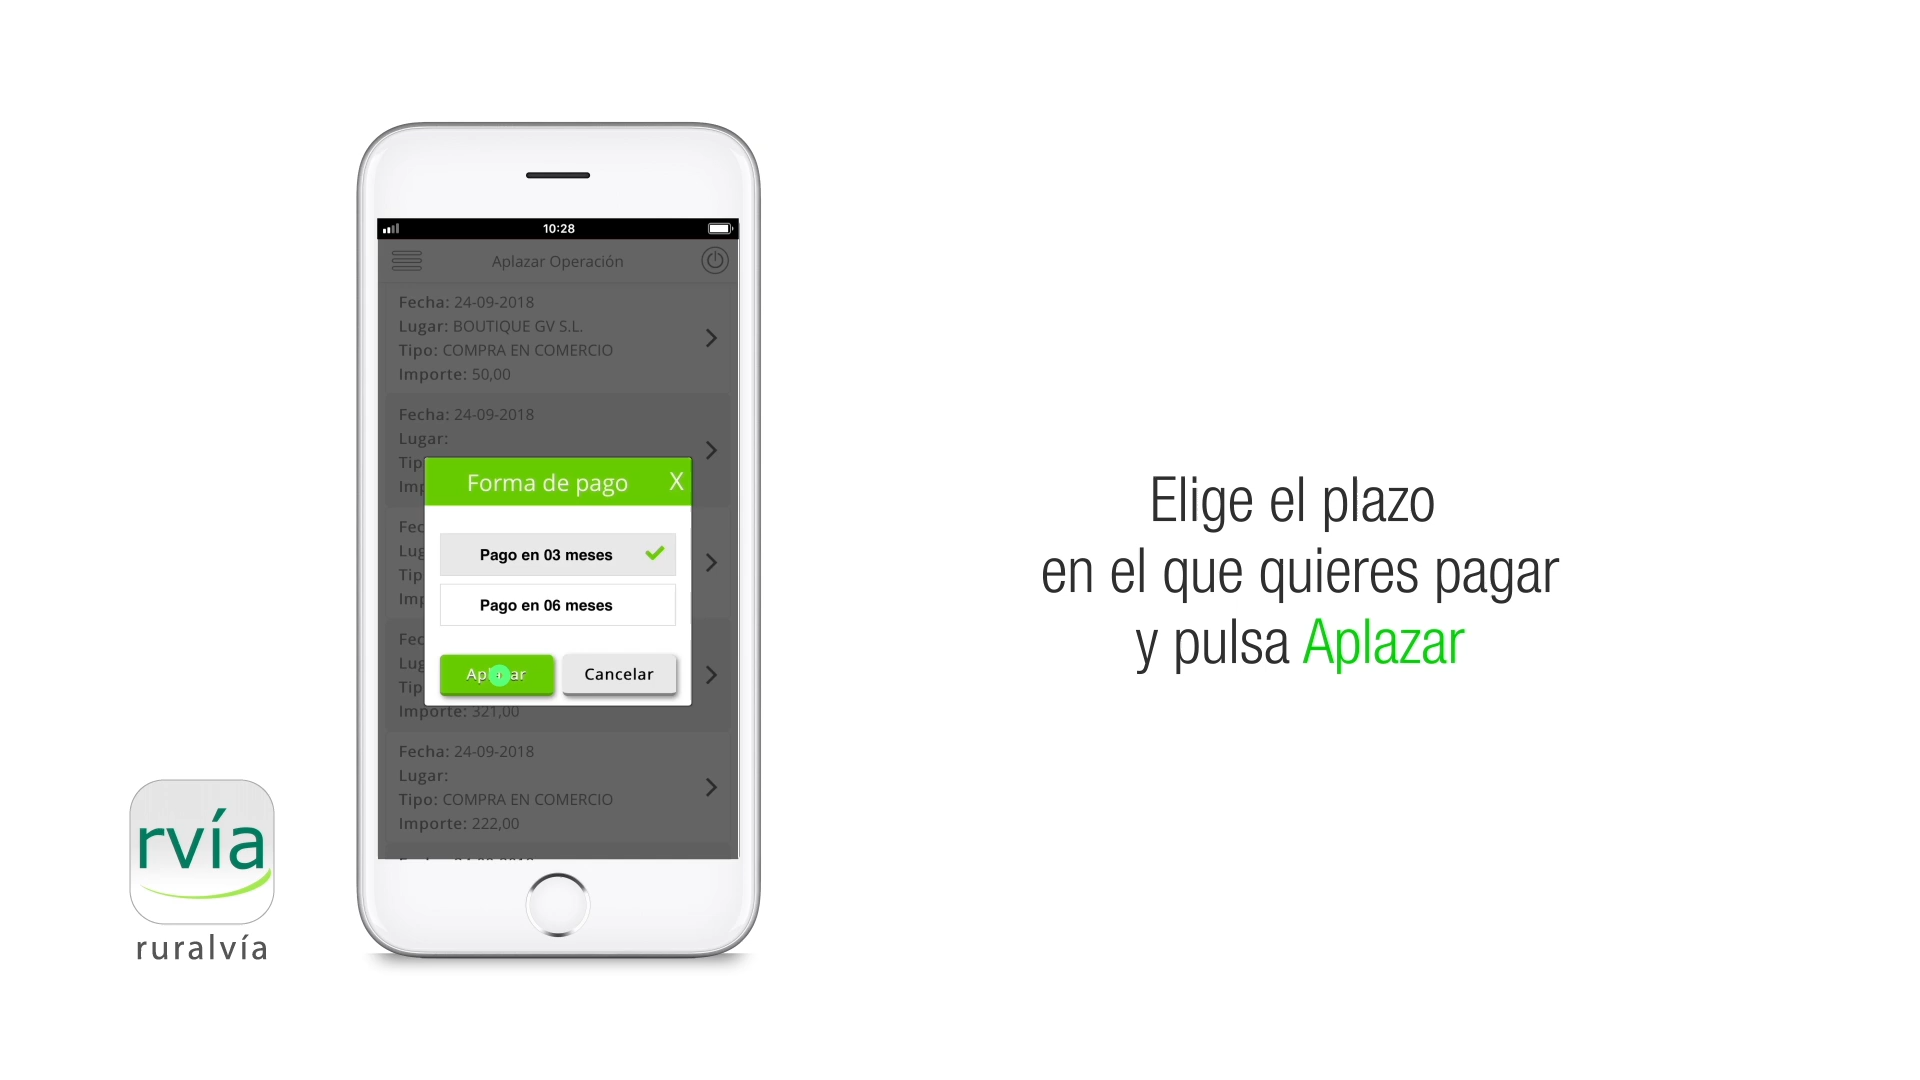 10:28
Aplazar Operación
Fecha: 24-09-2018
Lugar: BOUTIQUE GV S.L.
Tipo: COMPRA EN COMERCIO
Importe: 50,00
Fecha: 24-09-2018
Lugar:
Forma de pago X
Pago en 03 meses
Pago en 06 meses
Aplazar Cancelar
Importe: 321,00
Fecha: 24-09-2018
Lugar:
Tipo: COMPRA EN COMERCIO
Importe: 222,00
Elige el plazo
en el que quieres pagar
y pulsa Aplazar
rvía
ruralvía